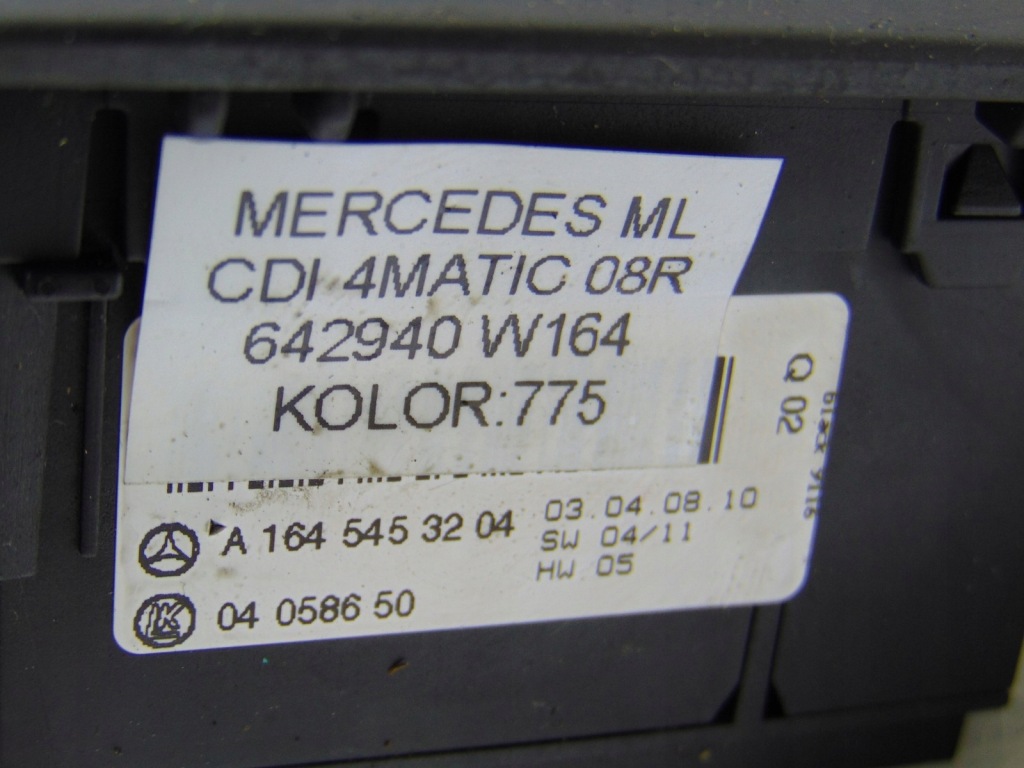 MERCEDES ML
CDI 4MATIC 08R
642940 W164
KOLOR:775
Q 02
A 164 545 32 04
03.04.08.10
SW 04/11
HW 05
LK
04 0586 50